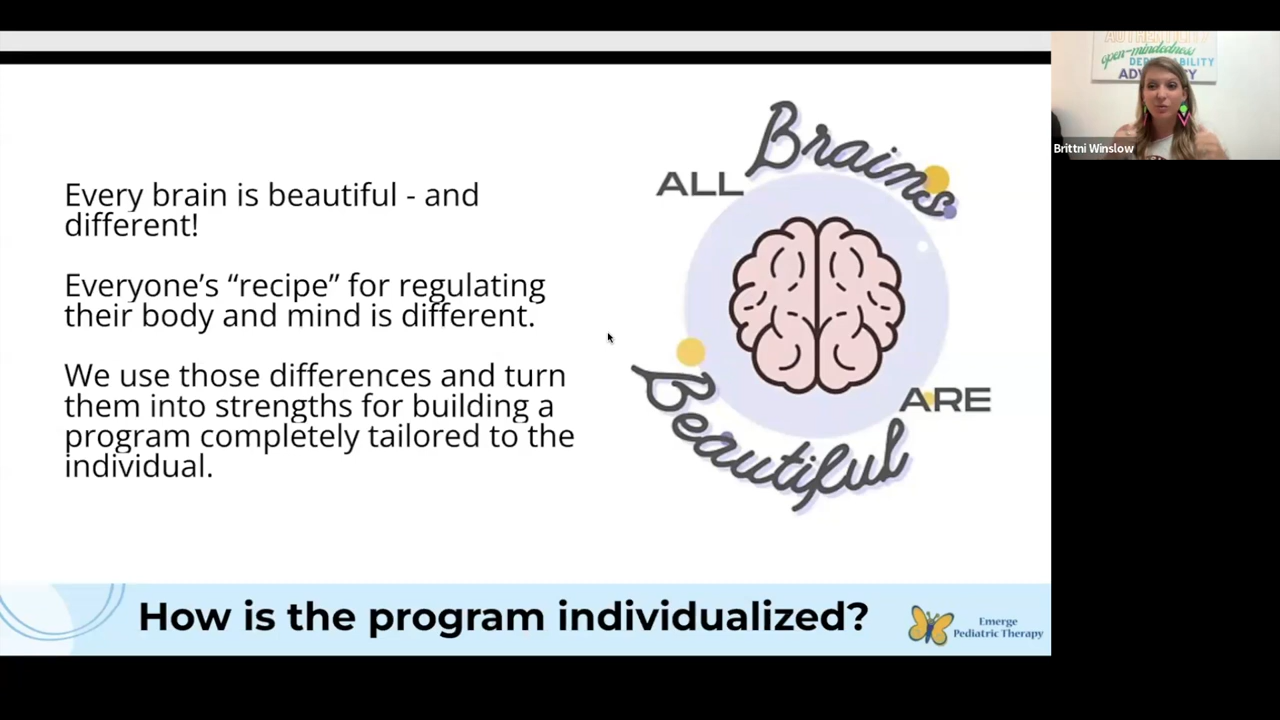 Every brain is beautiful - and
different!
Everyone’s “recipe” for regulating
their body and mind is different.
We use those differences and turn
them into strengths for building a
program completely tailored to the
individual.
ALL
Brains
ARE
Beautiful
How is the program individualized?
Emerge
Pediatric Therapy
open-mindedness
Brittni Winslow